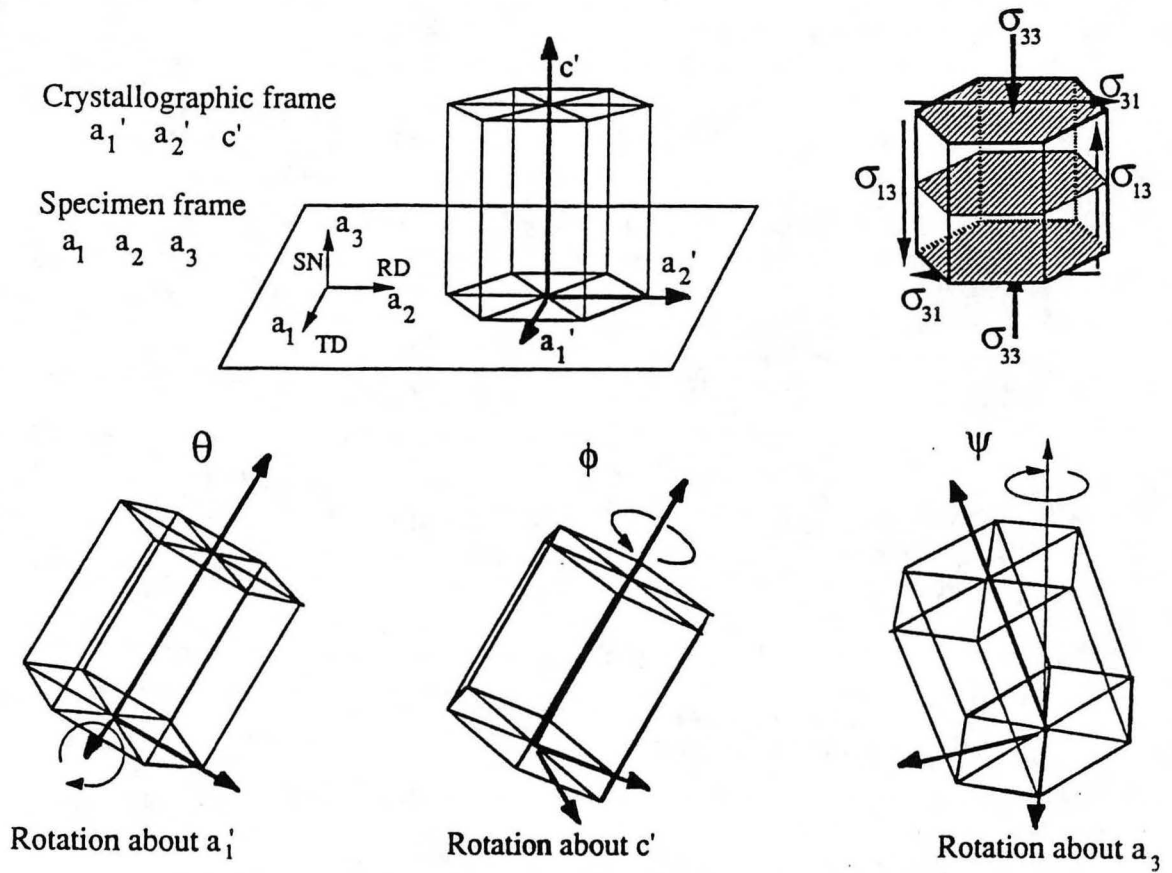 Crystallographic frame
a₁' a₂' c'
Specimen frame
a₁ a₂ a₃
c'
a₃
SN
RD
a₂
a₁
TD
a₂'
a₁'
σ₃₃
σ₃₁
σ₁₃
σ₁₃
σ₃₁
σ₃₃
θ
ϕ
ψ
Rotation about a₁'
Rotation about c'
Rotation about a₃